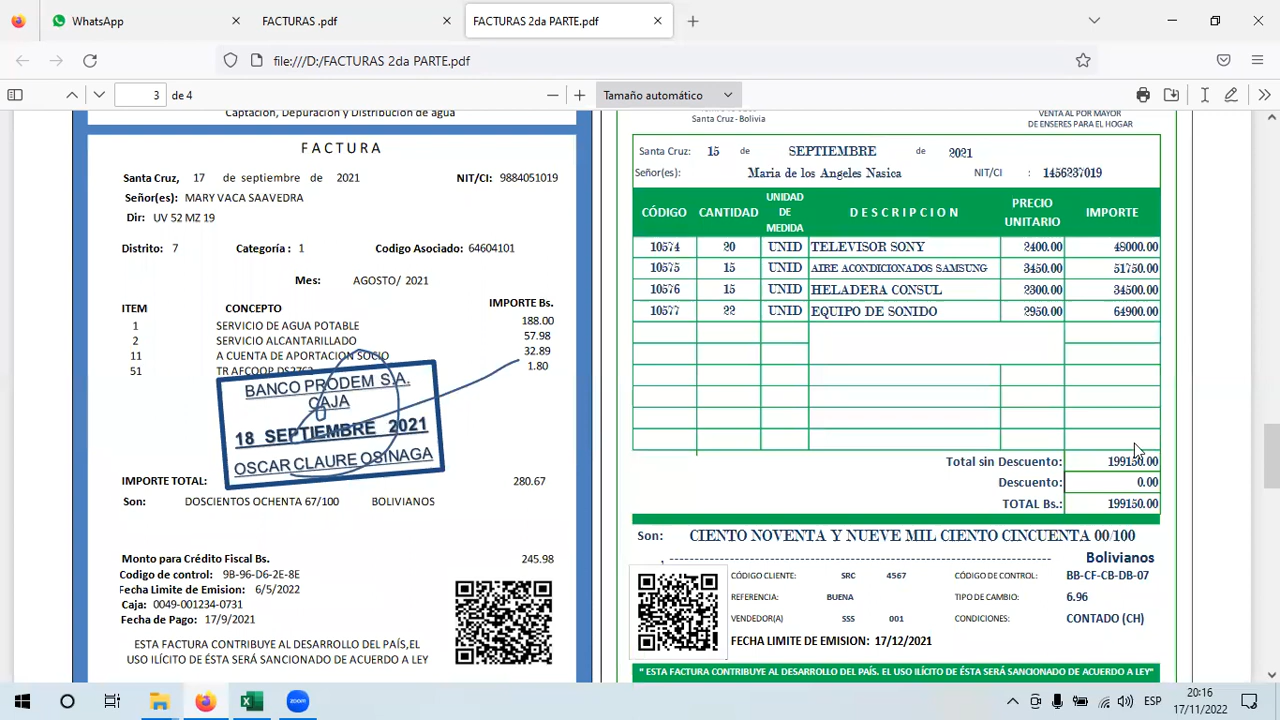 WhatsApp
FACTURAS .pdf
FACTURAS 2da PARTE.pdf
file:///D:/FACTURAS 2da PARTE.pdf
3 de 4
Tamaño automático
Captación, Depuración y Distribución de agua
FACTURA
Santa Cruz, 17 de septiembre de 2021 NIT/CI: 9884051019
Señor(es): MARY VACA SAAVEDRA
Dir: UV 52 MZ 19
Distrito: 7 Categoría : 1 Codigo Asociado: 64604101
Mes: AGOSTO/ 2021
ITEM CONCEPTO IMPORTE Bs.
1 SERVICIO DE AGUA POTABLE 188.00
2 SERVICIO ALCANTARILLADO 57.98
11 A CUENTA DE APORTACION SOCIO 32.89
51 TR AFCOOP DS2762 1.80
BANCO PRODEM S.A.
CAJA
18 SEPTIEMBRE 2021
OSCAR CLAURE OSINAGA
IMPORTE TOTAL: 280.67
Son: DOSCIENTOS OCHENTA 67/100 BOLIVIANOS
Monto para Crédito Fiscal Bs. 245.98
Codigo de control: 9B-96-D6-2E-8E
Fecha Limite de Emision: 6/5/2022
Caja: 0049-001234-0731
Fecha de Pago: 17/9/2021
ESTA FACTURA CONTRIBUYE AL DESARROLLO DEL PAÍS,EL
USO ILÍCITO DE ÉSTA SERÁ SANCIONADO DE ACUERDO A LEY
Santa Cruz - Bolivia
VENTA AL POR MAYOR
DE ENSERES PARA EL HOGAR
Santa Cruz: 15 de SEPTIEMBRE de 2021
Señor(es): Maria de los Angeles Nasica NIT/CI : 1456237019
CÓDIGO CANTIDAD UNIDAD DE MEDIDA DESCRIPCION PRECIO UNITARIO IMPORTE
10574 20 UNID TELEVISOR SONY 2400.00 48000.00
10575 15 UNID AIRE ACONDICIONADOS SAMSUNG 3450.00 51750.00
10576 15 UNID HELADERA CONSUL 2300.00 34500.00
10577 22 UNID EQUIPO DE SONIDO 2950.00 64900.00
Total sin Descuento: 199150.00
Descuento: 0.00
TOTAL Bs.: 199150.00
Son: CIENTO NOVENTA Y NUEVE MIL CIENTO CINCUENTA 00/100
Bolivianos
CÓDIGO CLIENTE: SRC 4567 CÓDIGO DE CONTROL: BB-CF-CB-DB-07
REFERENCIA: BUENA TIPO DE CAMBIO: 6.96
VENDEDOR(A) SSS 001 CONDICIONES: CONTADO (CH)
FECHA LIMITE DE EMISION: 17/12/2021
" ESTA FACTURA CONTRIBUYE AL DESARROLLO DEL PAÍS. EL USO ILÍCITO DE ÉSTA SERÁ SANCIONADO DE ACUERDO A LEY"
ESP
20:16
17/11/2022